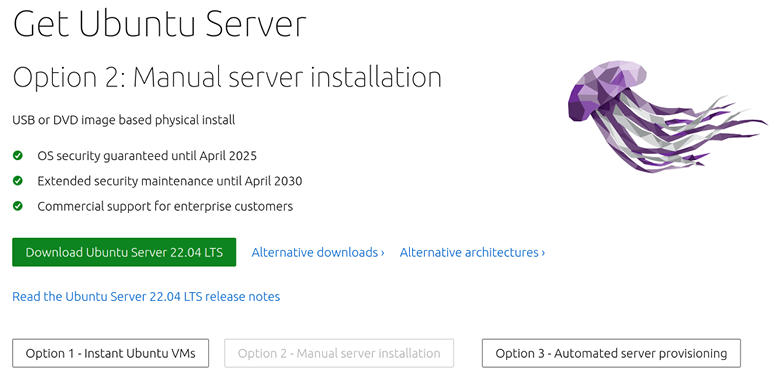 Get Ubuntu Server
Option 2: Manual server installation
USB or DVD image based physical install
OS security guaranteed until April 2025
Extended security maintenance until April 2030
Commercial support for enterprise customers
Download Ubuntu Server 22.04 LTS Alternative downloads › Alternative architectures ›
Read the Ubuntu Server 22.04 LTS release notes
Option 1 - Instant Ubuntu VMs Option 2 - Manual server installation Option 3 - Automated server provisioning